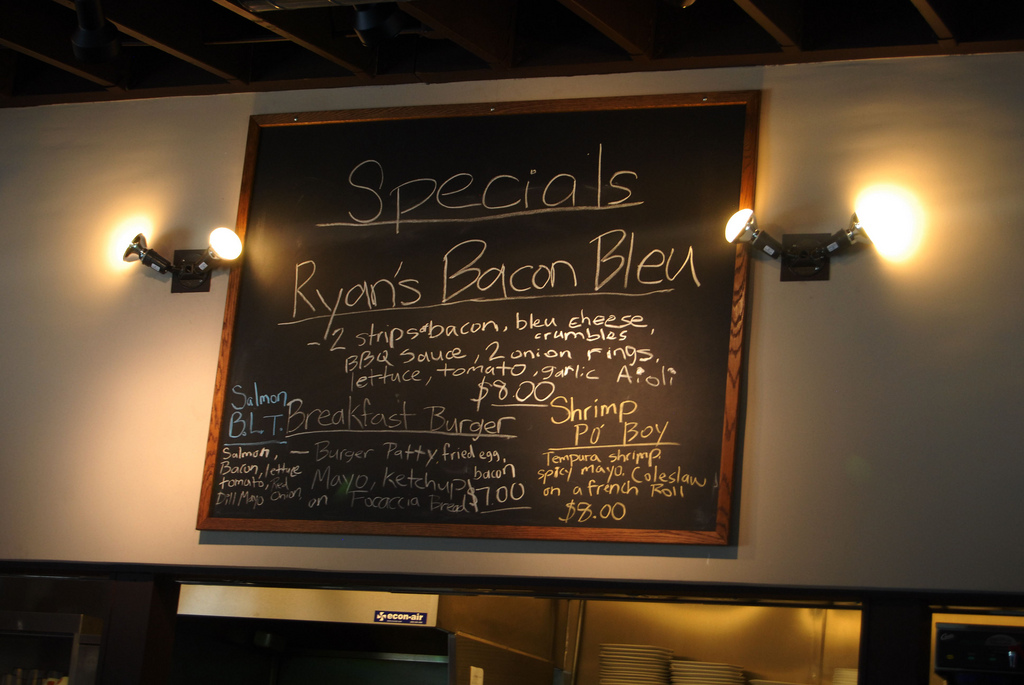 Specials
Ryan's Bacon Bleu
- 2 strips bacon, bleu cheese,
crumbles
BBQ sauce, 2 onion rings,
lettuce, tomato, garlic Aioli
$8.00
Salmon
B.L.T.
Salmon,
Bacon, lettuce
tomato, Red
Dill Mayo Onion
Breakfast Burger
- Burger Patty, fried egg,
bacon
Mayo, ketchup
on Focaccia Bread
$7.00
Shrimp
Po' Boy
Tempura shrimp,
spicy mayo, Coleslaw
on a french Roll
$8.00
econ-air